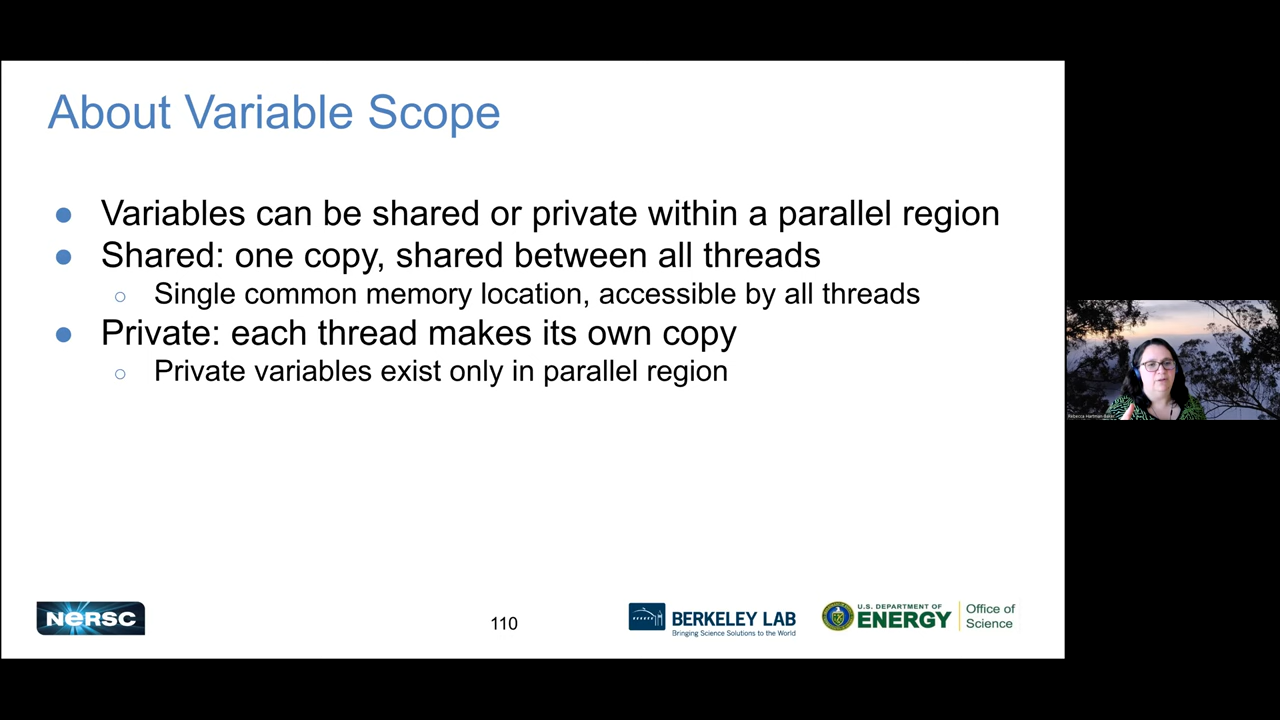 About Variable Scope
● Variables can be shared or private within a parallel region
● Shared: one copy, shared between all threads
○ Single common memory location, accessible by all threads
● Private: each thread makes its own copy
○ Private variables exist only in parallel region
Rebecca Hartman-Baker
NERSC
110
BERKELEY LAB
Bringing Science Solutions to the World
U.S. DEPARTMENT OF
ENERGY
Office of
Science